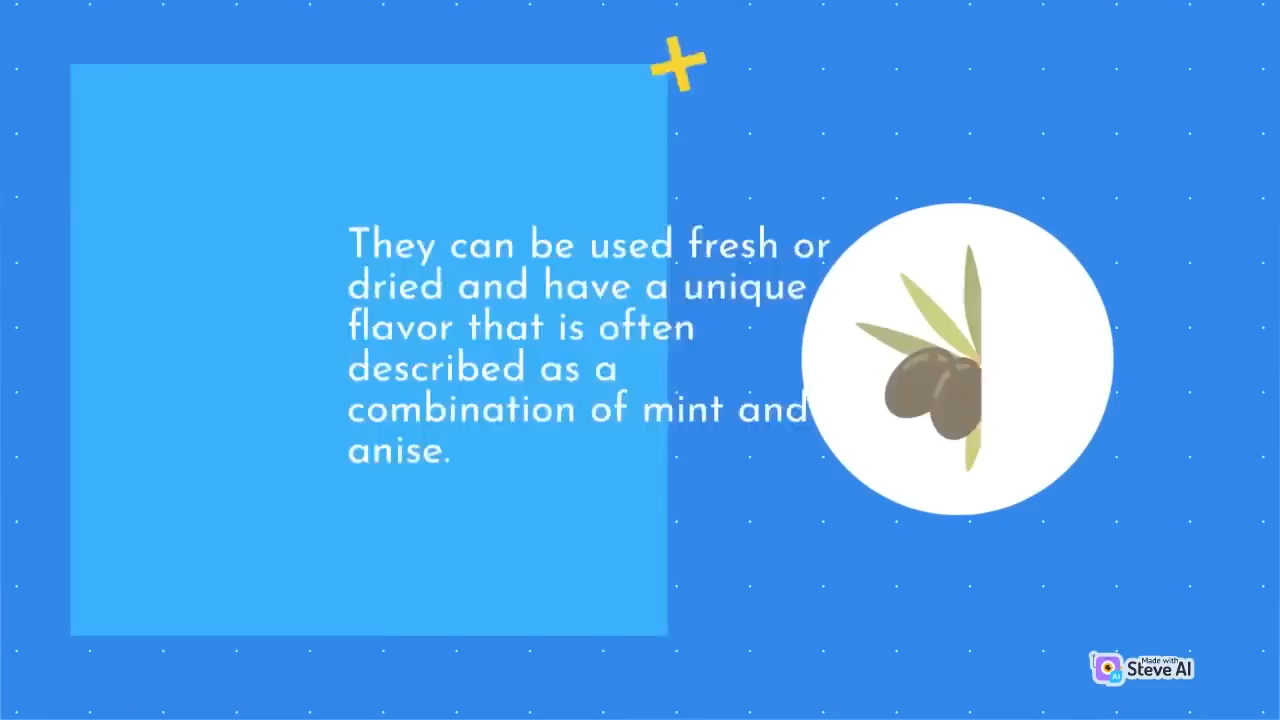 They can be used fresh or
dried and have a unique
flavor that is often
described as a
combination of mint and
anise.
Made with
Steve AI
AI